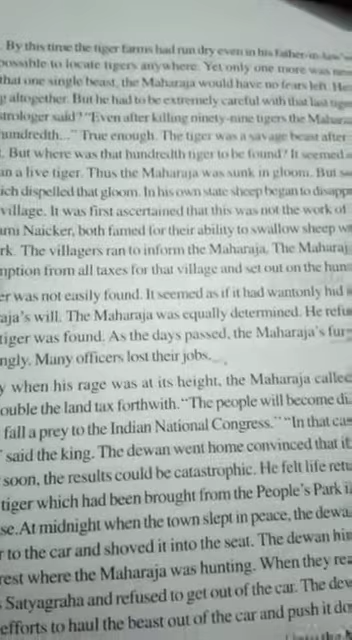 By this time the tiger farms had run dry even in his father-in-law's
possible to locate tigers anywhere. Yet only one more was
that one single beast, the Maharaja would have no fears left. He
altogether. But he had to be extremely careful with that last tiger
strologer said? "Even after killing ninety-nine tigers the Mahara
hundredth..." True enough. The tiger was a savage beast after
. But where was that hundredth tiger to be found? It seemed
an a live tiger. Thus the Maharaja was sunk in gloom. But
ich dispelled that gloom. In his own state sheep began to disapp
village. It was first ascertained that this was not the work of
ami Naicker, both famed for their ability to swallow sheep w
rk. The villagers ran to inform the Maharaja. The Maharaj
mption from all taxes for that village and set out on the hun
er was not easily found. It seemed as if it had wantonly hid
aja's will. The Maharaja was equally determined. He refu
tiger was found. As the days passed, the Maharaja's fur
ngly. Many officers lost their jobs.
y when his rage was at its height, the Maharaja called
ouble the land tax forthwith. "The people will become di
fall a prey to the Indian National Congress." "In that cas
said the king. The dewan went home convinced that it
soon, the results could be catastrophic. He felt life retu
tiger which had been brought from the People's Park i
se. At midnight when the town slept in peace, the dewa
r to the car and shoved it into the seat. The dewan him
rest where the Maharaja was hunting. When they rea
Satyagraha and refused to get out of the car. The dew
efforts to haul the beast out of the car and push it do